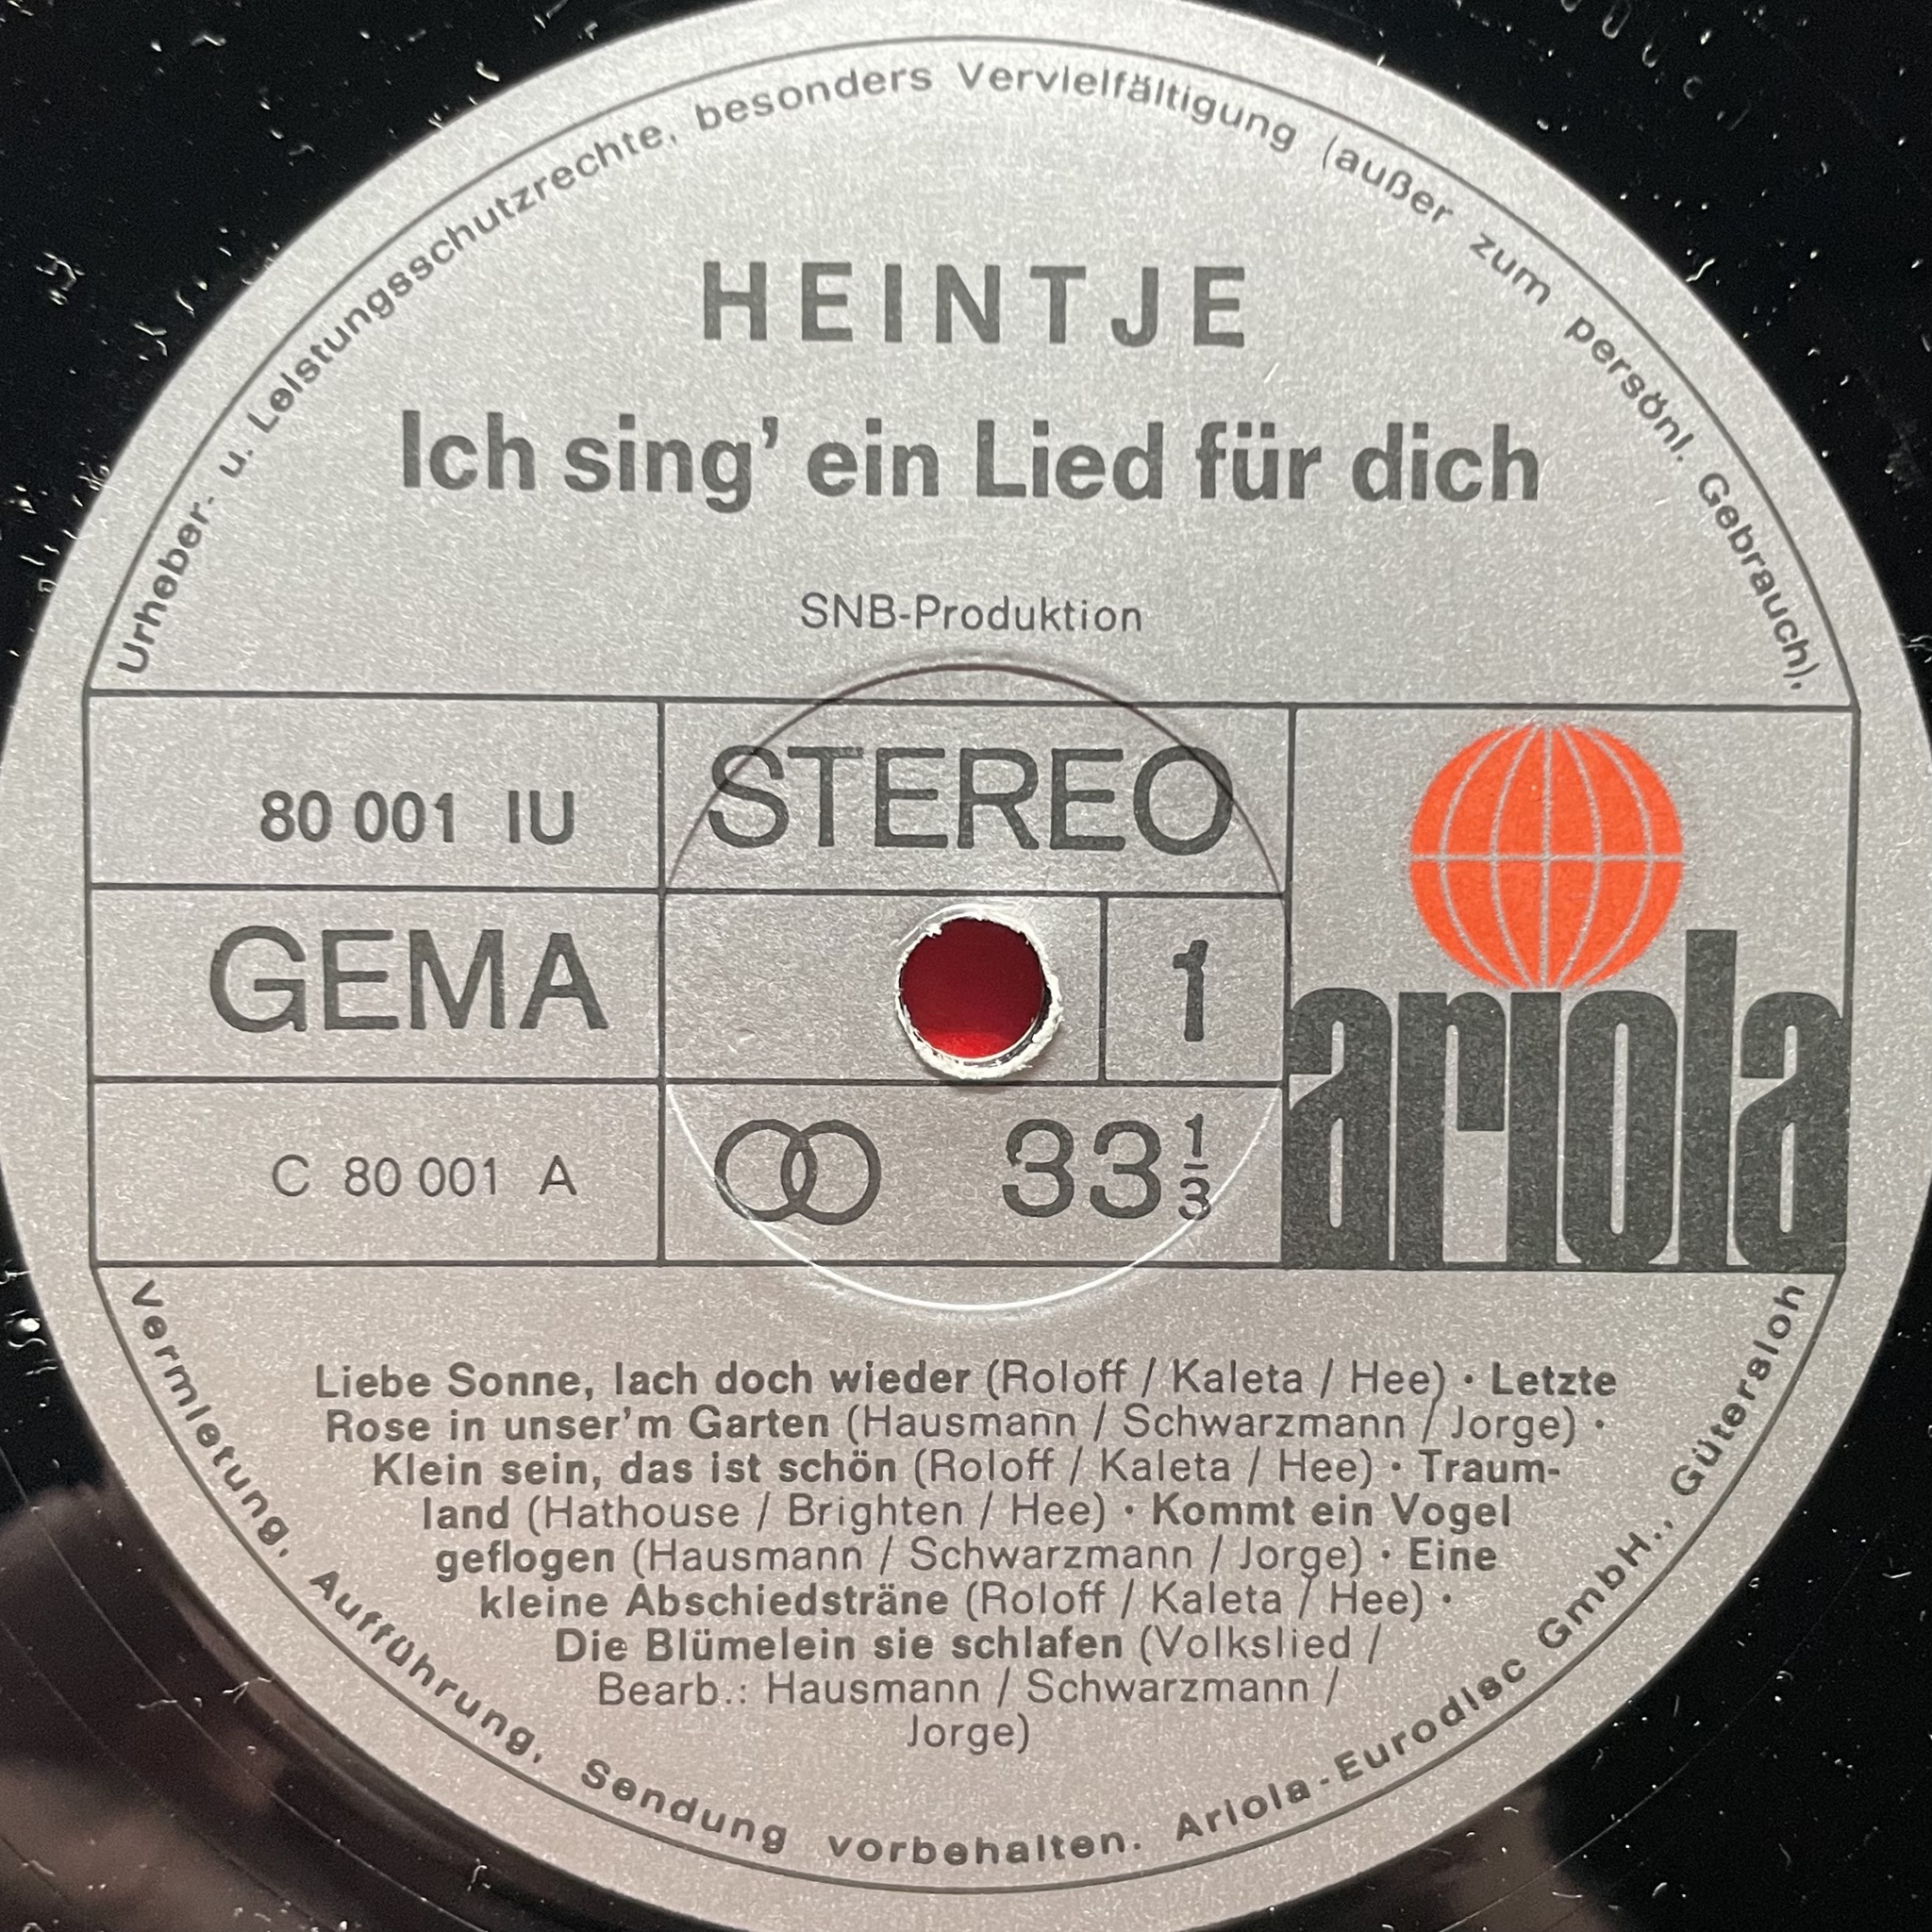 Urheber- u. Leistungsschutzrechte, besonders Vervielfältigung (außer zum persönl. Gebrauch),
HEINTJE
Ich sing’ ein Lied für dich
SNB-Produktion
80 001 IU
STEREO
GEMA
1
ariola
C 80 001 A
33 1/3
Liebe Sonne, lach doch wieder (Roloff / Kaleta / Hee) · Letzte
Rose in unser’m Garten (Hausmann / Schwarzmann / Jorge) ·
Klein sein, das ist schön (Roloff / Kaleta / Hee) · Traum-
land (Hathouse / Brighten / Hee) · Kommt ein Vogel
geflogen (Hausmann / Schwarzmann / Jorge) · Eine
kleine Abschiedsträne (Roloff / Kaleta / Hee) ·
Die Blümelein sie schlafen (Volkslied /
Bearb.: Hausmann / Schwarzmann /
Jorge)
Vermietung, Aufführung, Sendung vorbehalten. Ariola-Eurodisc GmbH., Gütersloh